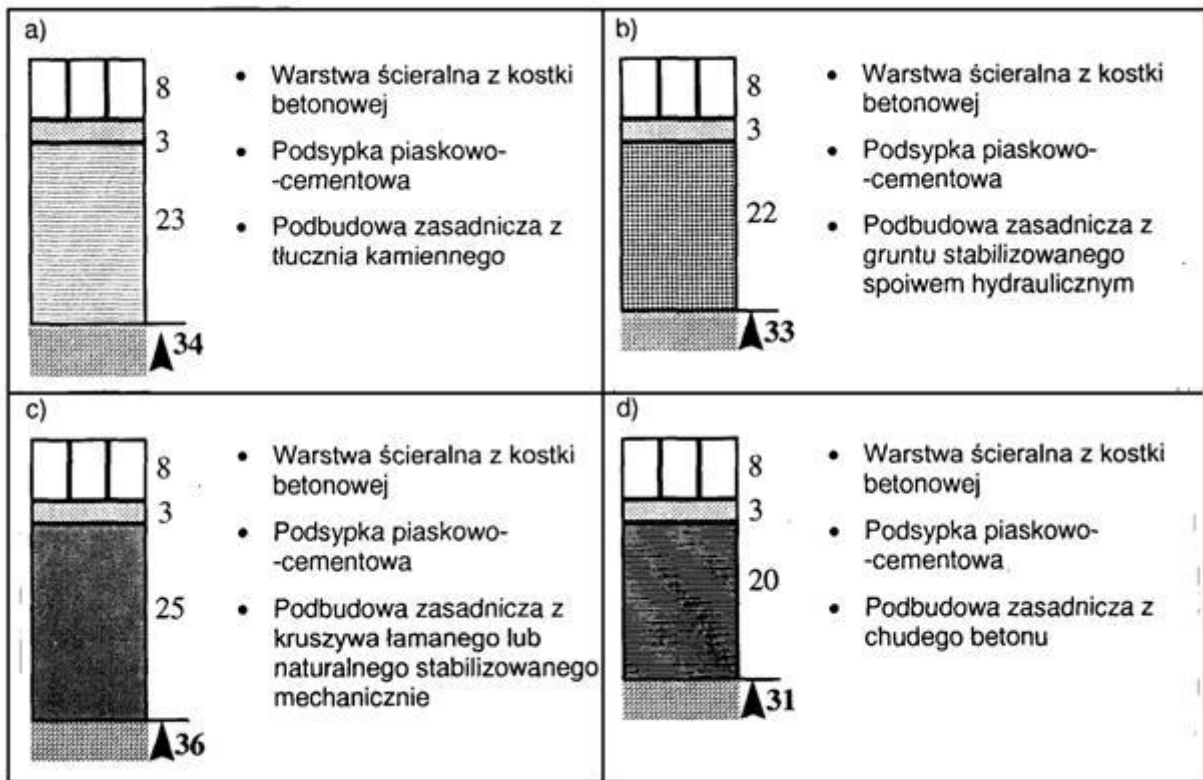 a)
8
3
23
34
• Warstwa ścieralna z kostki
betonowej
• Podsypka piaskowo-
-cementowa
• Podbudowa zasadnicza z
tłucznia kamiennęgo
b)
8
3
22
33
• Warstwa ścieralna z kostki
betonowej
• Podsypka piaskowo-
-cementowa
• Podbudowa zasadnicza z
gruntu stabilizowanego
spoiwem hydraulicznym
c)
8
3
25
36
• Warstwa ścieralna z kostki
betonowej
• Podsypka piaskowo-
-cementowa
• Podbudowa zasadnicza z
kruszywa łamanego lub
naturalnego stabilizowanego
mechanicznie
d)
8
3
20
31
• Warstwa ścieralna z kostki
betonowej
• Podsypka piaskowo-
-cementowa
• Podbudowa zasadnicza z
chudego betonu